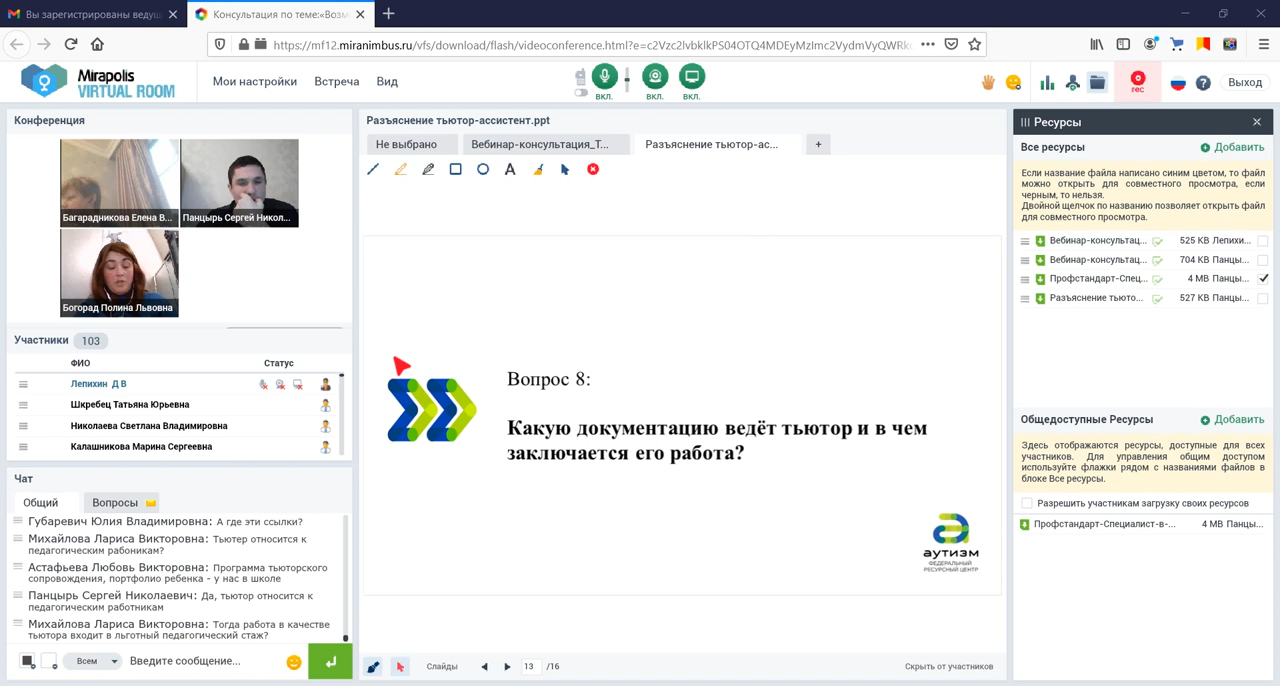 Вы зарегистрированы ведущ
Консультация по теме:«Возм
https://mf12.miranimbus.ru/vfs/download/flash/videoconference.html?e=c2Vzc2lvbklkPS04OTQ4MDEyMzImc2VydmVyQWRk
Mirapolis
VIRTUAL ROOM
Мои настройки
Встреча
Вид
вкл.
вкл.
вкл.
rec
Выход
Конференция
Багарадникова Елена В...
Панцырь Сергей Никол...
Богорад Полина Львовна
Участники
103
ФИО
Статус
Лепихин Д В
Шкребец Татьяна Юрьевна
Николаева Светлана Владимировна
Калашникова Марина Сергеевна
Чат
Общий
Вопросы
Губаревич Юлия Владимировна: А где эти ссылки?
Михайлова Лариса Викторовна: Тьютер относится к
педагогическим рабоникам?
Астафьева Любовь Викторовна: Программа тьюторского
сопровождения, портфолио ребенка - у нас в школе
Панцырь Сергей Николаевич: Да, тьютор относится к
педагогическим работникам
Михайлова Лариса Викторовна: Тогда работа в качестве
тьютора входит в льготный педагогический стаж?
Всем
Введите сообщение...
Разъяснение тьютор-ассистент.ppt
Не выбрано
Вебинар-консультация_Т...
Разъяснение тьютор-ас...
+
A
Вопрос 8:
Какую документацию ведёт тьютор и в чем
заключается его работа?
аутизм
ФЕДЕРАЛЬНЫЙ
РЕСУРСНЫЙ ЦЕНТР
Слайды
13
/16
Скрыть от участников
Ресурсы
Все ресурсы
Добавить
Если название файла написано синим цветом, то файл
можно открыть для совместного просмотра, если
черным, то нельзя.
Двойной щелчок по названию позволяет открыть файл
для совместного просмотра.
Вебинар-консультац... 525 KB Лепихи...
Вебинар-консультац... 704 KB Панцы...
Профстандарт-Спец... 4 MB Панцы...
Разъяснение тьюто... 527 KB Панцы...
Общедоступные Ресурсы
Добавить
Здесь отображаются ресурсы, доступные для всех
участников. Для управления общим доступом
используйте флажки рядом с названиями файлов в
блоке Все ресурсы.
Разрешить участникам загрузку своих ресурсов
Профстандарт-Специалист-в-... 4 MB Панцы...